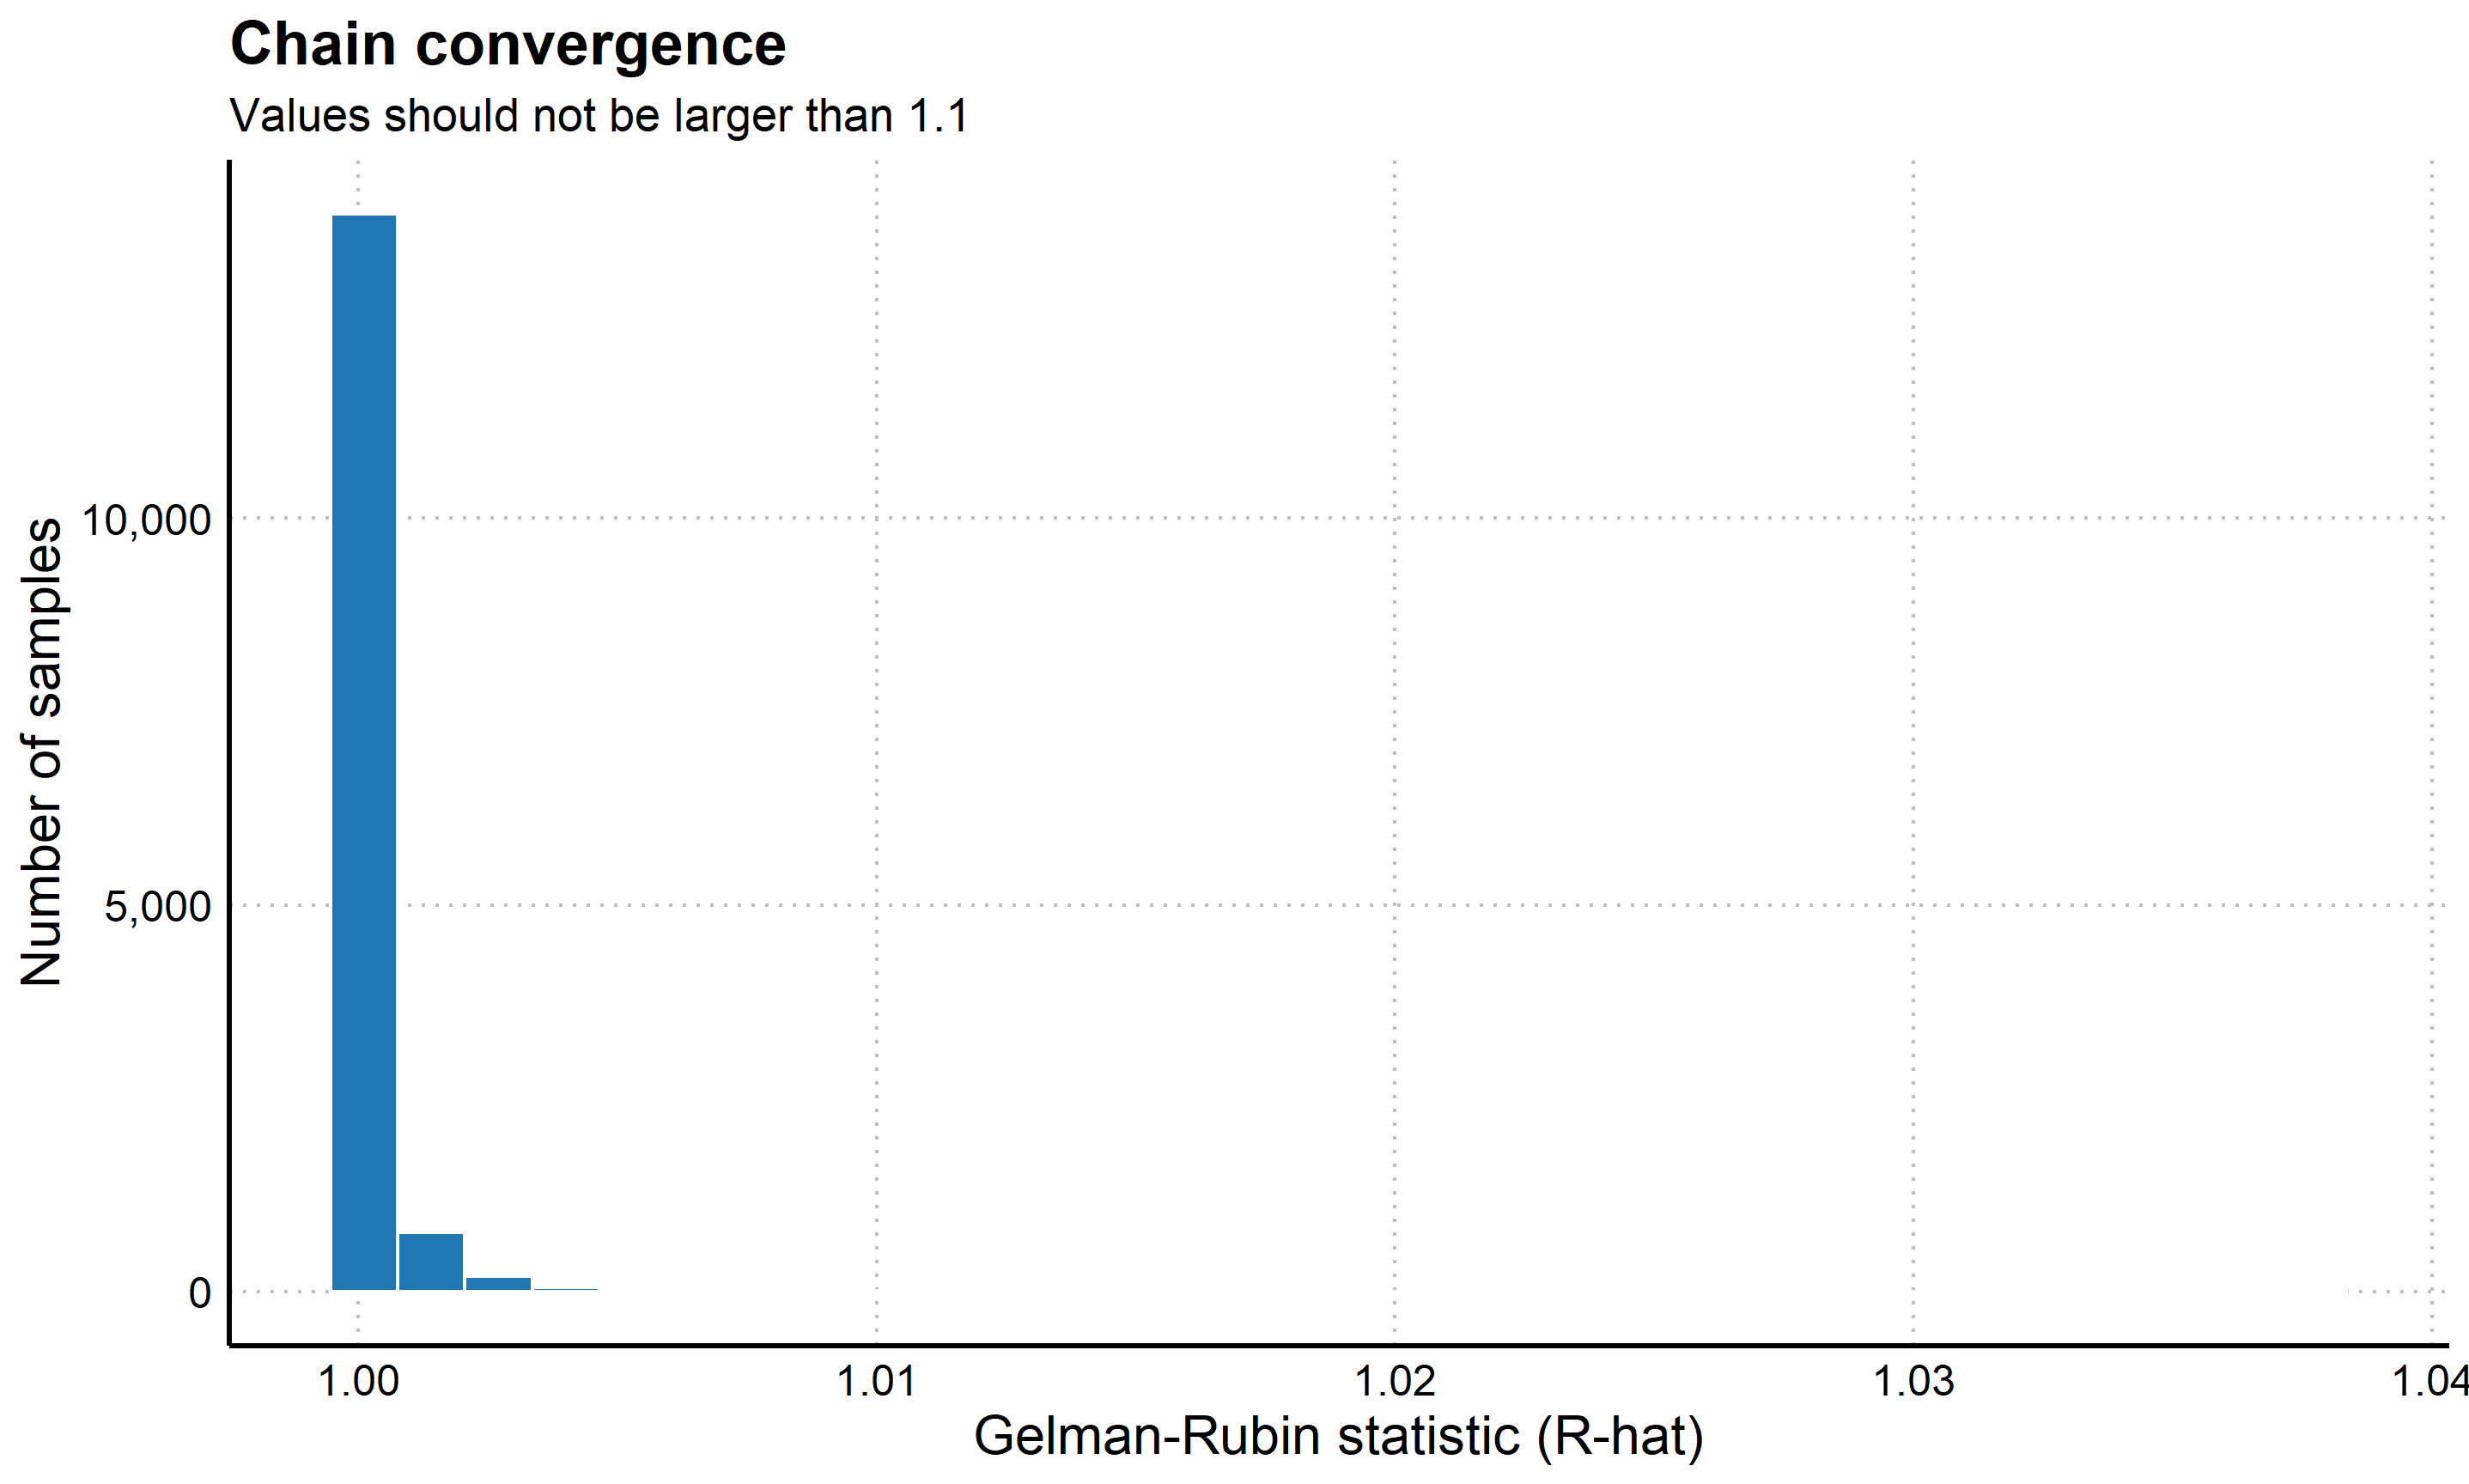 Chain convergence
Values should not be larger than 1.1
Number of samples
10,000
5,000
0
1.00 1.01 1.02 1.03 1.04
Gelman-Rubin statistic (R-hat)